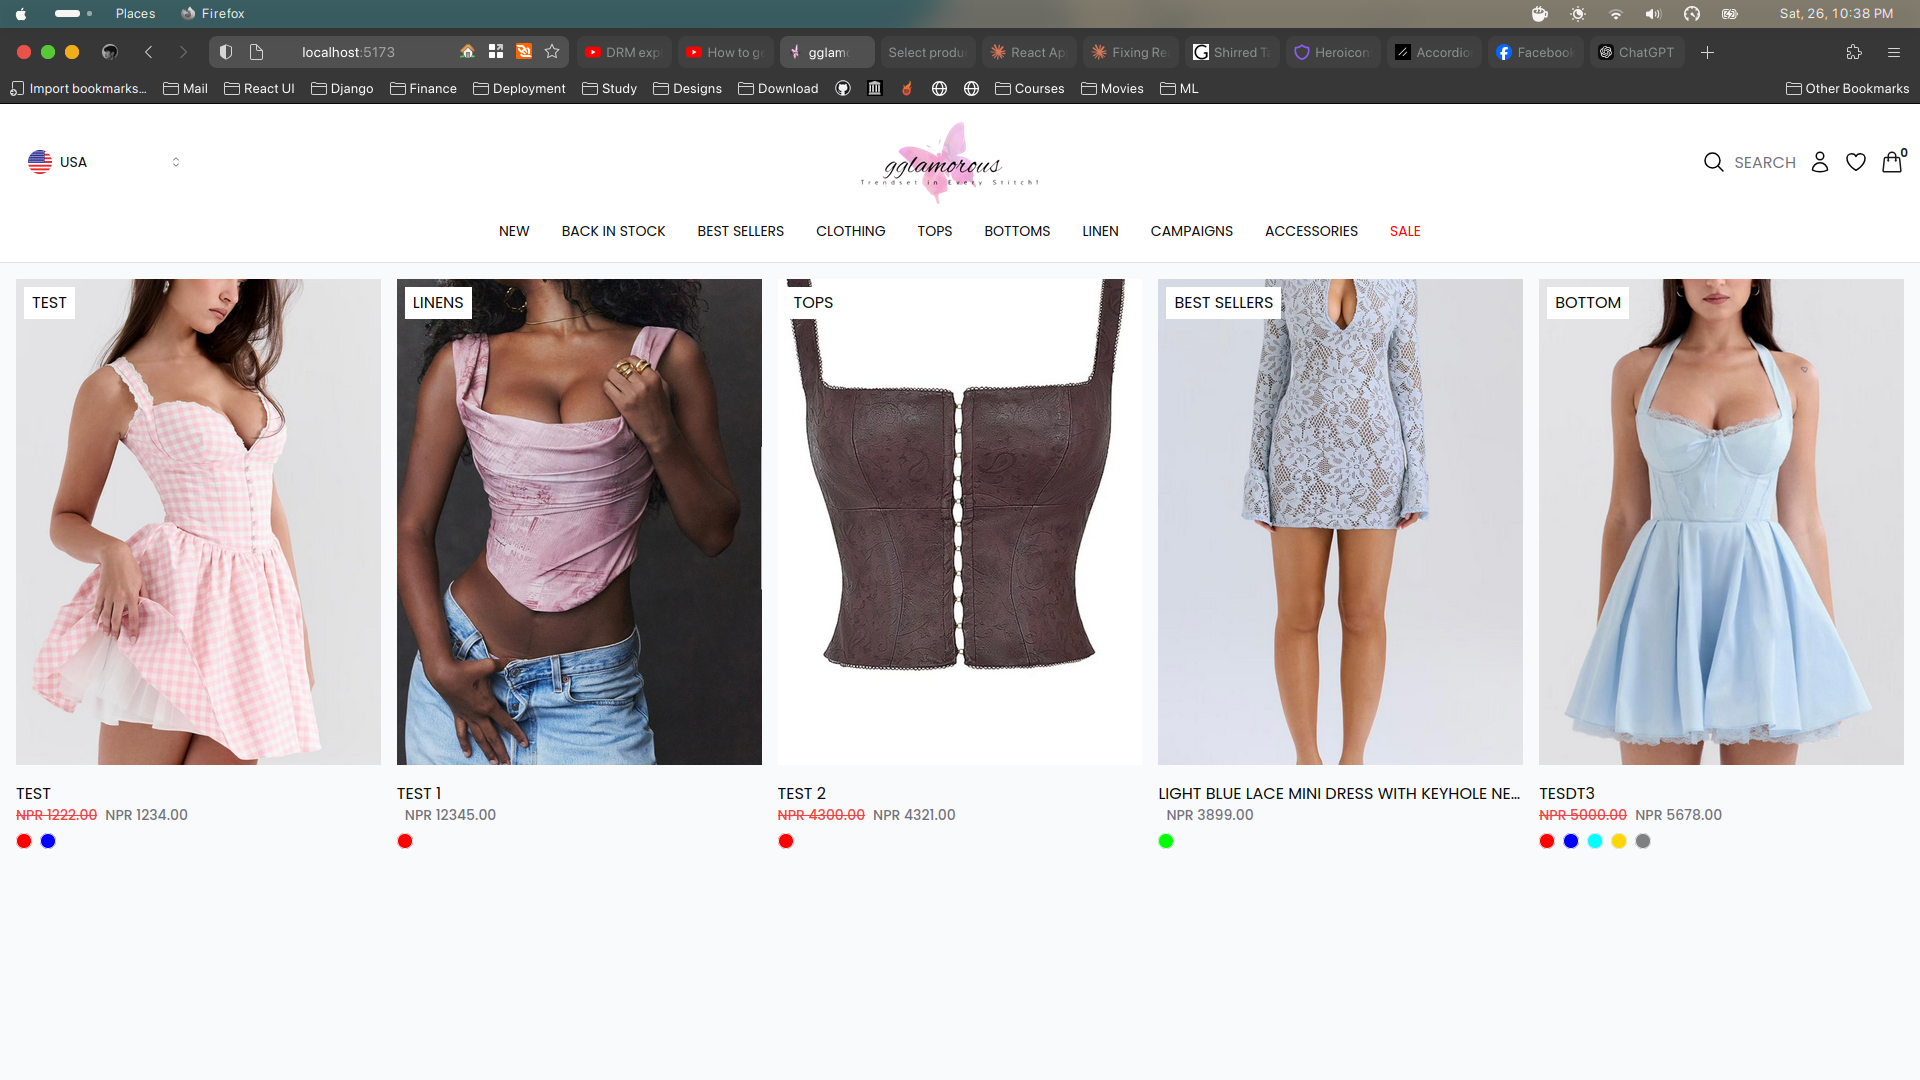 Places Firefox Sat, 26, 10:38 PM
localhost:5173 DRM exp How to g gglam Select produ React Ap Fixing Re Shirred Ta Heroicon Accordio Facebook ChatGPT
Import bookmarks... Mail React UI Django Finance Deployment Study Designs Download Courses Movies ML Other Bookmarks
USA
gglamorous
Trendset in Every Stitch!
SEARCH 0
NEW BACK IN STOCK BEST SELLERS CLOTHING TOPS BOTTOMS LINEN CAMPAIGNS ACCESSORIES SALE
TEST LINENS TOPS BEST SELLERS BOTTOM
TEST TEST 1 TEST 2 LIGHT BLUE LACE MINI DRESS WITH KEYHOLE NE... TESDT3
NPR 1222.00 NPR 1234.00 NPR 12345.00 NPR 4300.00 NPR 4321.00 NPR 3899.00 NPR 5000.00 NPR 5678.00